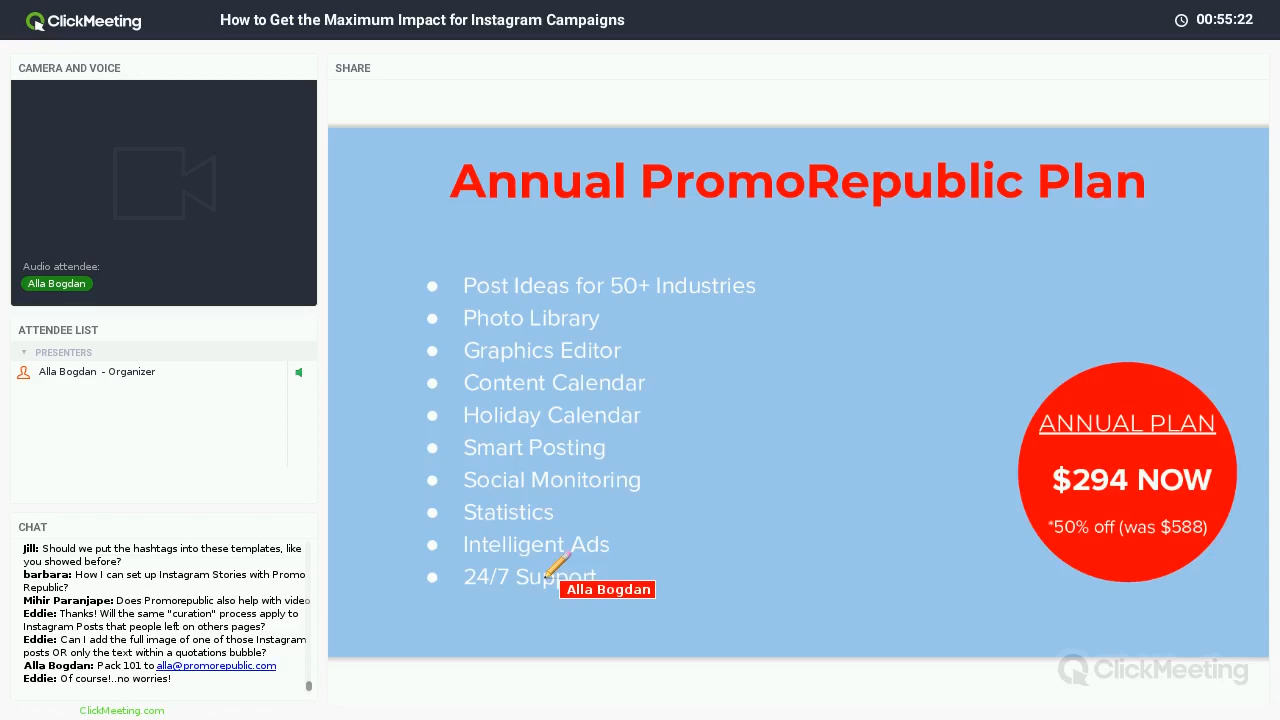 ClickMeeting
How to Get the Maximum Impact for Instagram Campaigns
00:55:22
CAMERA AND VOICE
Audio attendee:
Alla Bogdan
ATTENDEE LIST
PRESENTERS
Alla Bogdan - Organizer
CHAT
Jill: Should we put the hashtags into these templates, like
you showed before?
barbara: How I can set up Instagram Stories with Promo
Republic?
Mihir Paranjape: Does Promorepublic also help with video
Eddie: Thanks! Will the same "curation" process apply to
Instagram Posts that people left on others pages?
Eddie: Can I add the full image of one of those Instagram
posts OR only the text within a quotations bubble?
Alla Bogdan: Pack 101 to alla@promorepublic.com
Eddie: Of course!..no worries!
ClickMeeting.com
SHARE
Annual PromoRepublic Plan
● Post Ideas for 50+ Industries
● Photo Library
● Graphics Editor
● Content Calendar
● Holiday Calendar
● Smart Posting
● Social Monitoring
● Statistics
● Intelligent Ads
● 24/7 Support
Alla Bogdan
ANNUAL PLAN
$294 NOW
*50% off (was $588)
ClickMeeting